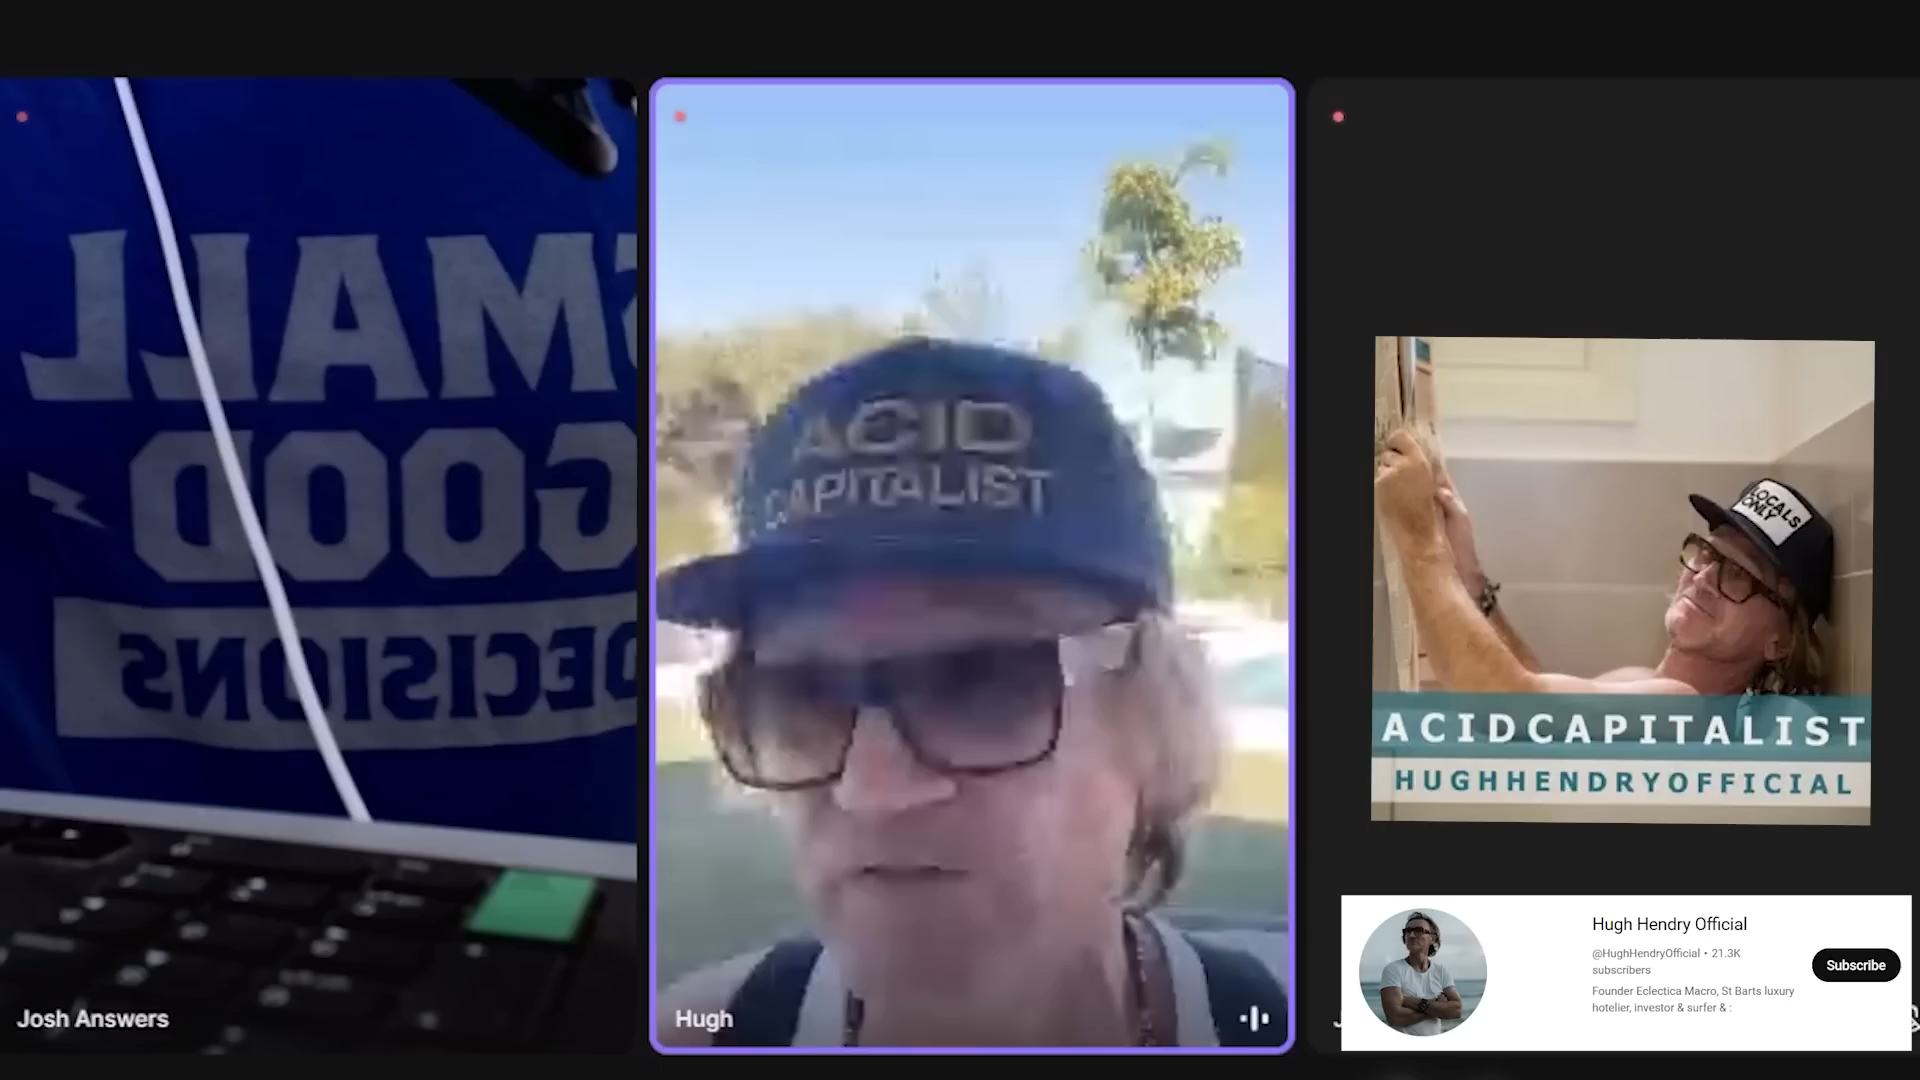 SMALL
GOOD
DECISIONS
Josh Answers
ACID
CAPITALIST
Hugh
LOCALS
ONLY
ACIDCAPITALIST
HUGHHENDRYOFFICIAL
Hugh Hendry Official
@HughHendryOfficial • 21.3K
subscribers
Founder Eclectica Macro, St Barts luxury
hotelier, investor & surfer & :
Subscribe